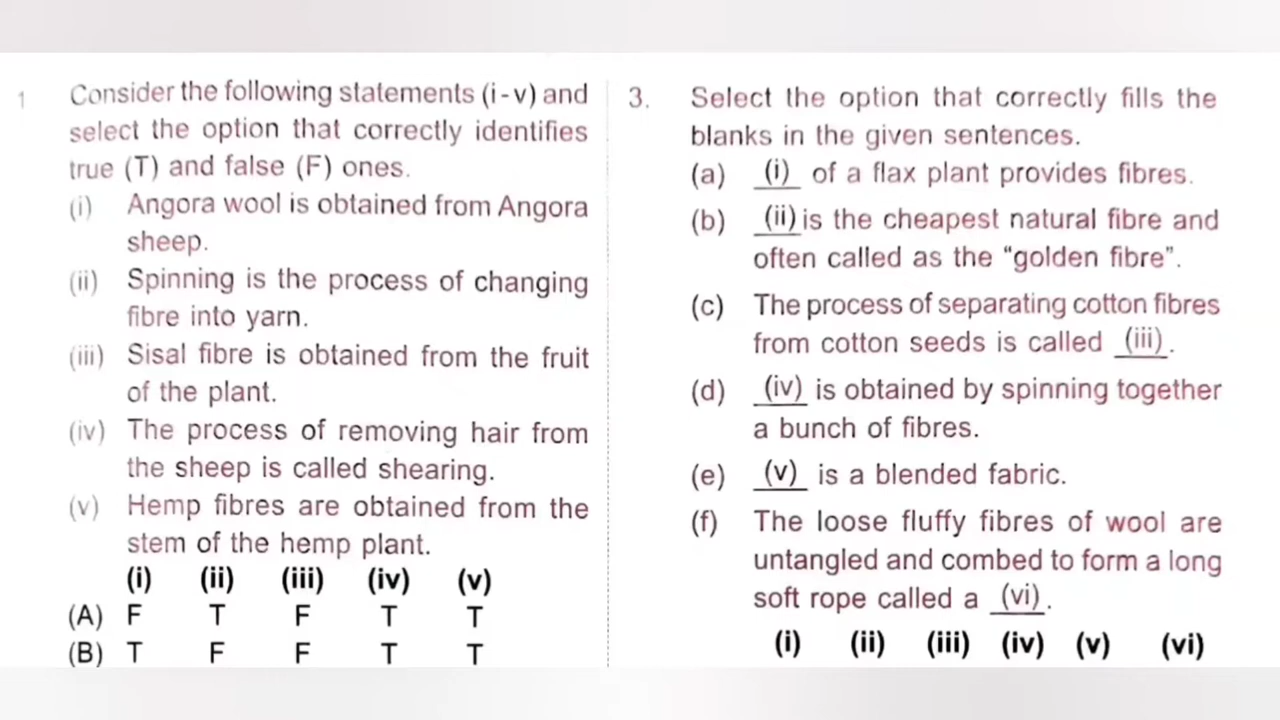 1 Consider the following statements (i-v) and
select the option that correctly identifies
true (T) and false (F) ones.
(i) Angora wool is obtained from Angora
sheep.
(ii) Spinning is the process of changing
fibre into yarn.
(iii) Sisal fibre is obtained from the fruit
of the plant.
(iv) The process of removing hair from
the sheep is called shearing.
(v) Hemp fibres are obtained from the
stem of the hemp plant.
(i) (ii) (iii) (iv) (v)
(A) F T F T T
(B) T F F T T
3. Select the option that correctly fills the
blanks in the given sentences.
(a) (i) of a flax plant provides fibres.
(b) (ii) is the cheapest natural fibre and
often called as the "golden fibre".
(c) The process of separating cotton fibres
from cotton seeds is called (iii).
(d) (iv) is obtained by spinning together
a bunch of fibres.
(e) (v) is a blended fabric.
(f) The loose fluffy fibres of wool are
untangled and combed to form a long
soft rope called a (vi).
(i) (ii) (iii) (iv) (v) (vi)